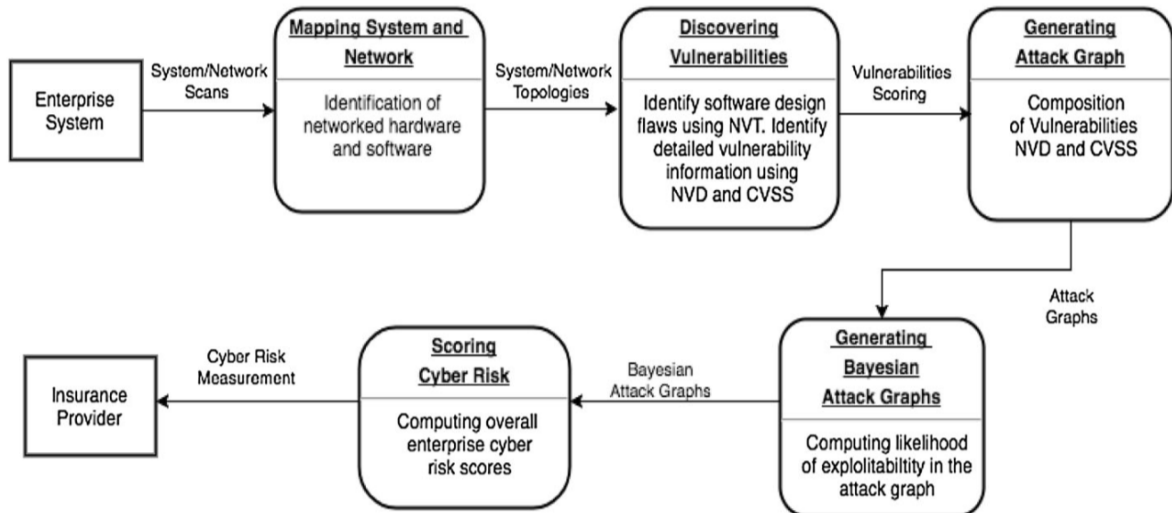 Enterprise
System
System/Network
Scans
Mapping System and
Network
Identification of
networked hardware
and software
System/Network
Topologies
Discovering
Vulnerabilities
Identify software design
flaws using NVT. Identify
detailed vulnerability
information using
NVD and CVSS
Vulnerabilities
Scoring
Generating
Attack Graph
Composition
of Vulnerabilities
NVD and CVSS
Attack
Graphs
Generating
Bayesian
Attack Graphs
Computing likelihood
of explolitabiltity in the
attack graph
Bayesian
Attack Graphs
Scoring
Cyber Risk
Computing overall
enterprise cyber
risk scores
Cyber Risk
Measurement
Insurance
Provider